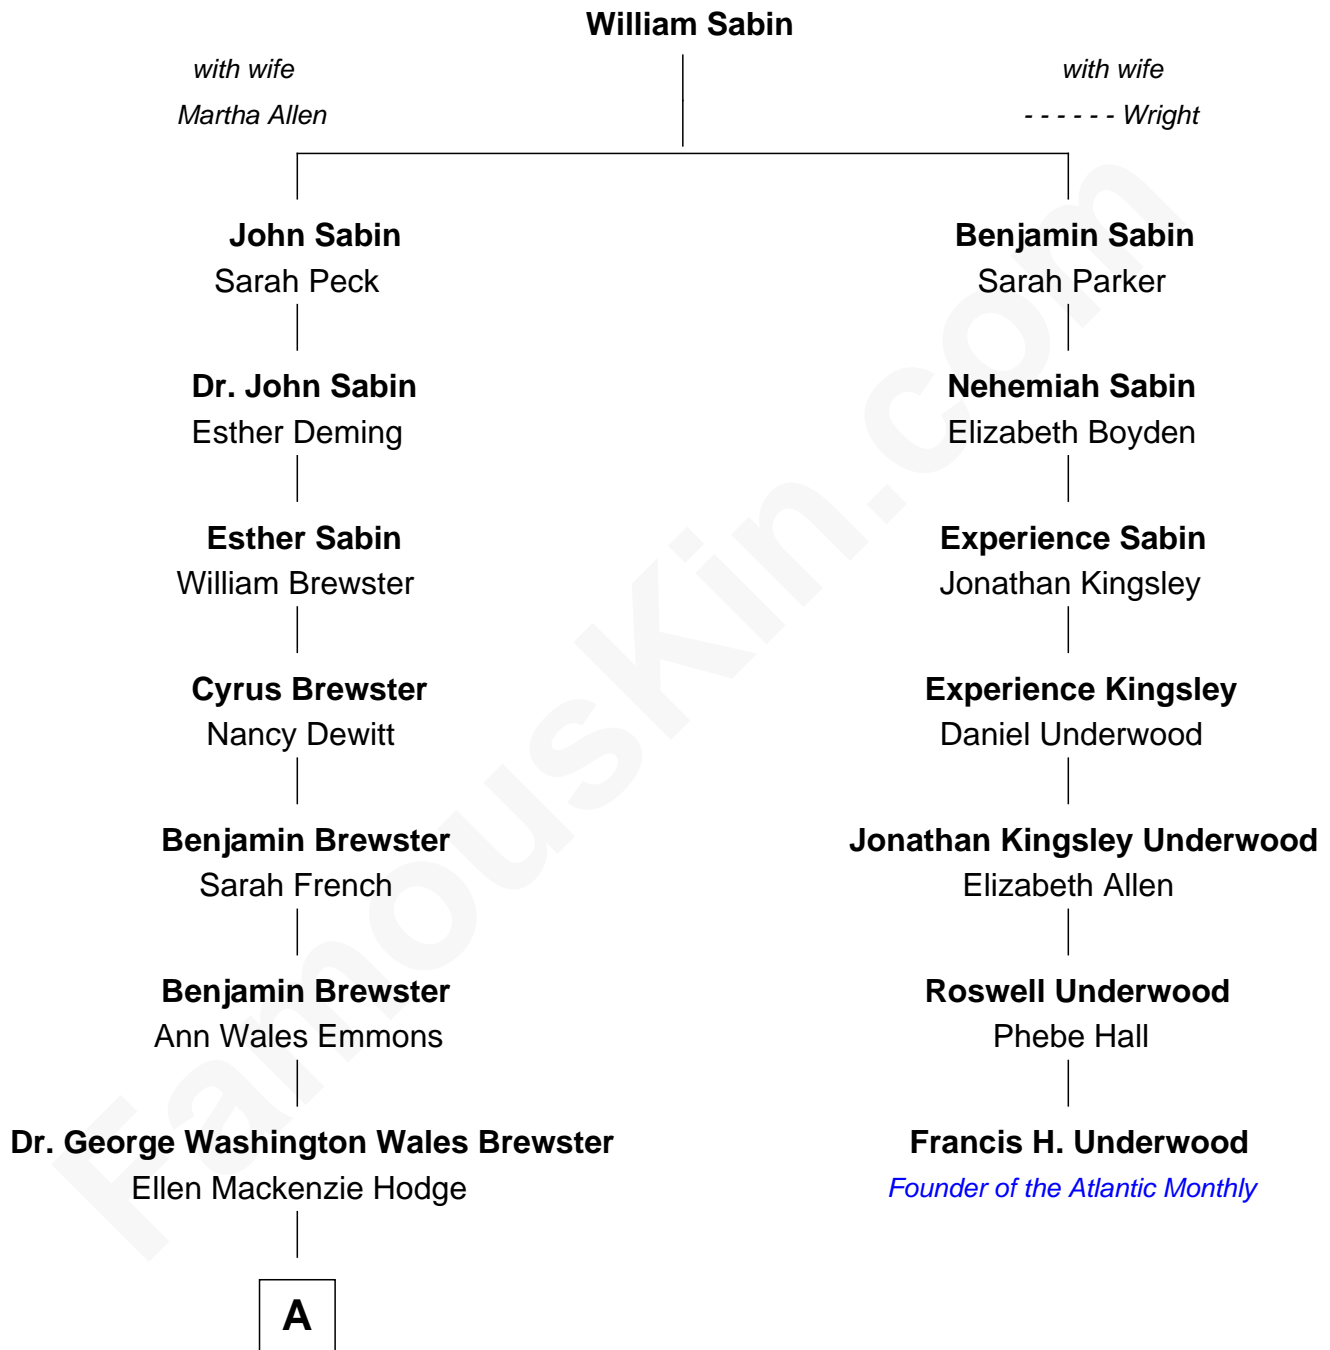 William Sabin
with wife
Martha Allen
with wife
- - - - - - Wright
John Sabin
Sarah Peck
Benjamin Sabin
Sarah Parker
Dr. John Sabin
Esther Deming
Nehemiah Sabin
Elizabeth Boyden
Esther Sabin
William Brewster
Experience Sabin
Jonathan Kingsley
Cyrus Brewster
Nancy Dewitt
Experience Kingsley
Daniel Underwood
Benjamin Brewster
Sarah French
Jonathan Kingsley Underwood
Elizabeth Allen
Benjamin Brewster
Ann Wales Emmons
Roswell Underwood
Phebe Hall
Dr. George Washington Wales Brewster
Ellen Mackenzie Hodge
Francis H. Underwood
Founder of the Atlantic Monthly
A
FamousKin.com